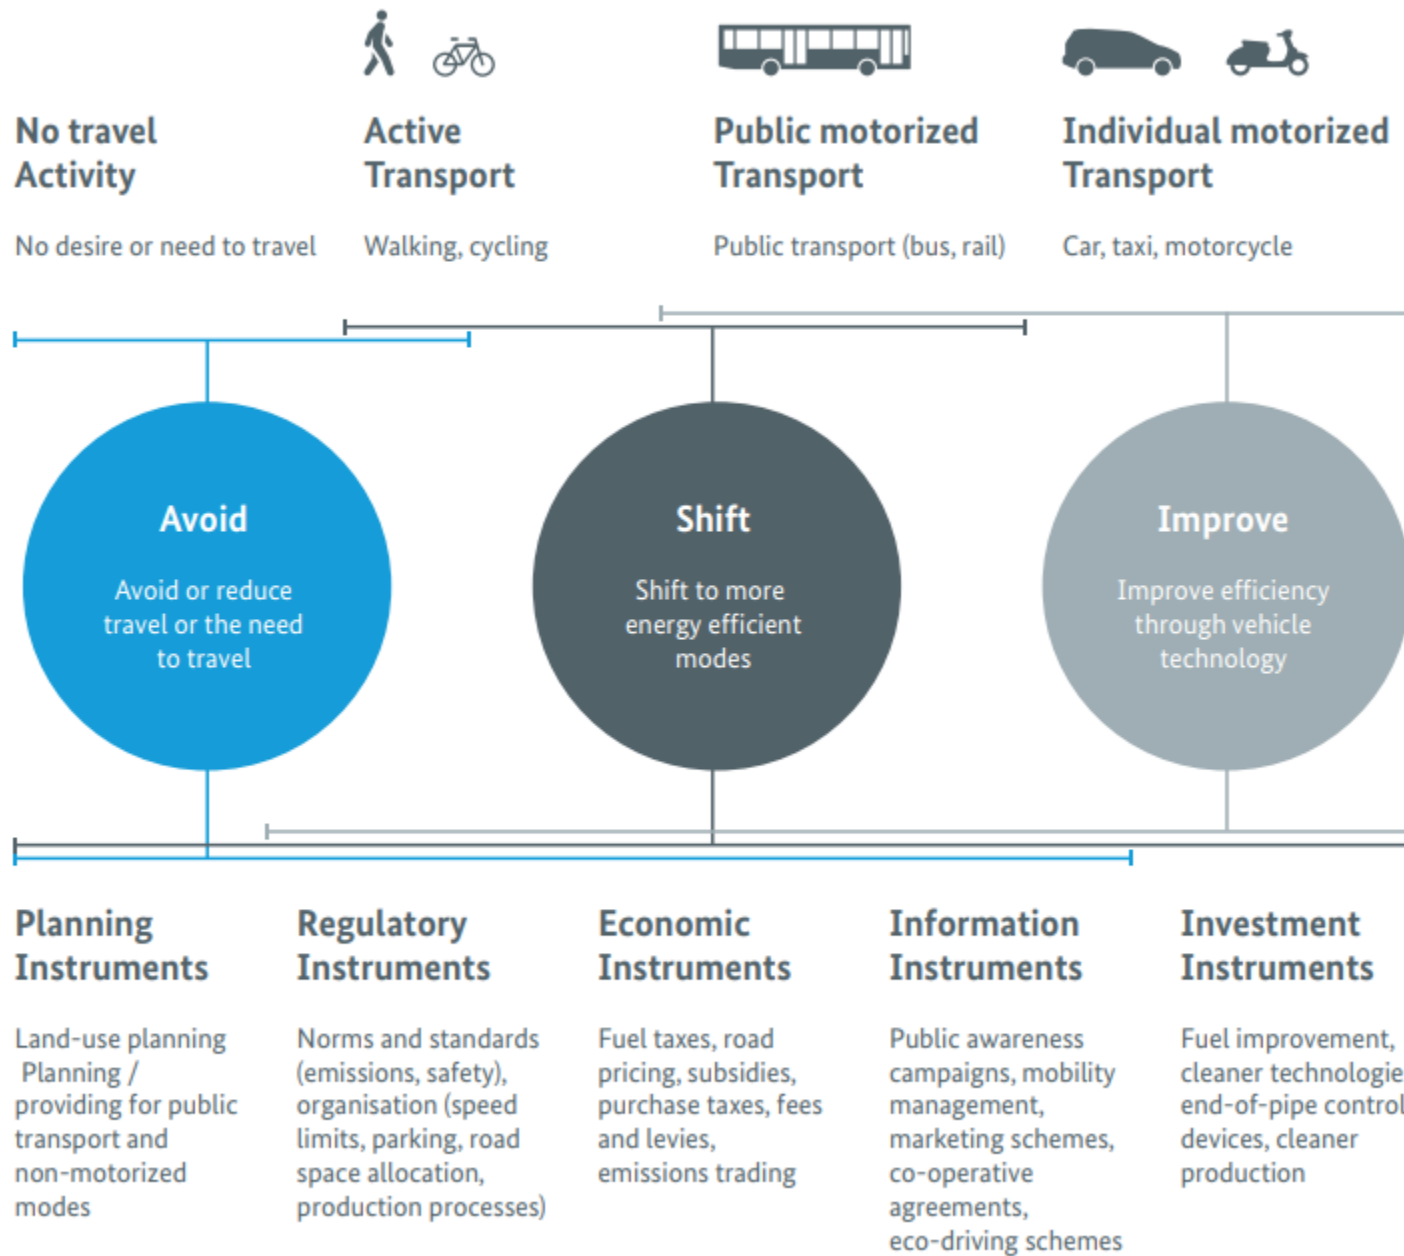 No travel
Activity
No desire or need to travel
Active
Transport
Walking, cycling
Public motorized
Transport
Public transport (bus, rail)
Individual motorized
Transport
Car, taxi, motorcycle
Avoid
Avoid or reduce
travel or the need
to travel
Shift
Shift to more
energy efficient
modes
Improve
Improve efficiency
through vehicle
technology
Planning
Instruments
Land-use planning
Planning /
providing for public
transport and
non-motorized
modes
Regulatory
Instruments
Norms and standards
(emissions, safety),
organisation (speed
limits, parking, road
space allocation,
production processes)
Economic
Instruments
Fuel taxes, road
pricing, subsidies,
purchase taxes, fees
and levies,
emissions trading
Information
Instruments
Public awareness
campaigns, mobility
management,
marketing schemes,
co-operative
agreements,
eco-driving schemes
Investment
Instruments
Fuel improvement,
cleaner technologie
end-of-pipe control
devices, cleaner
production